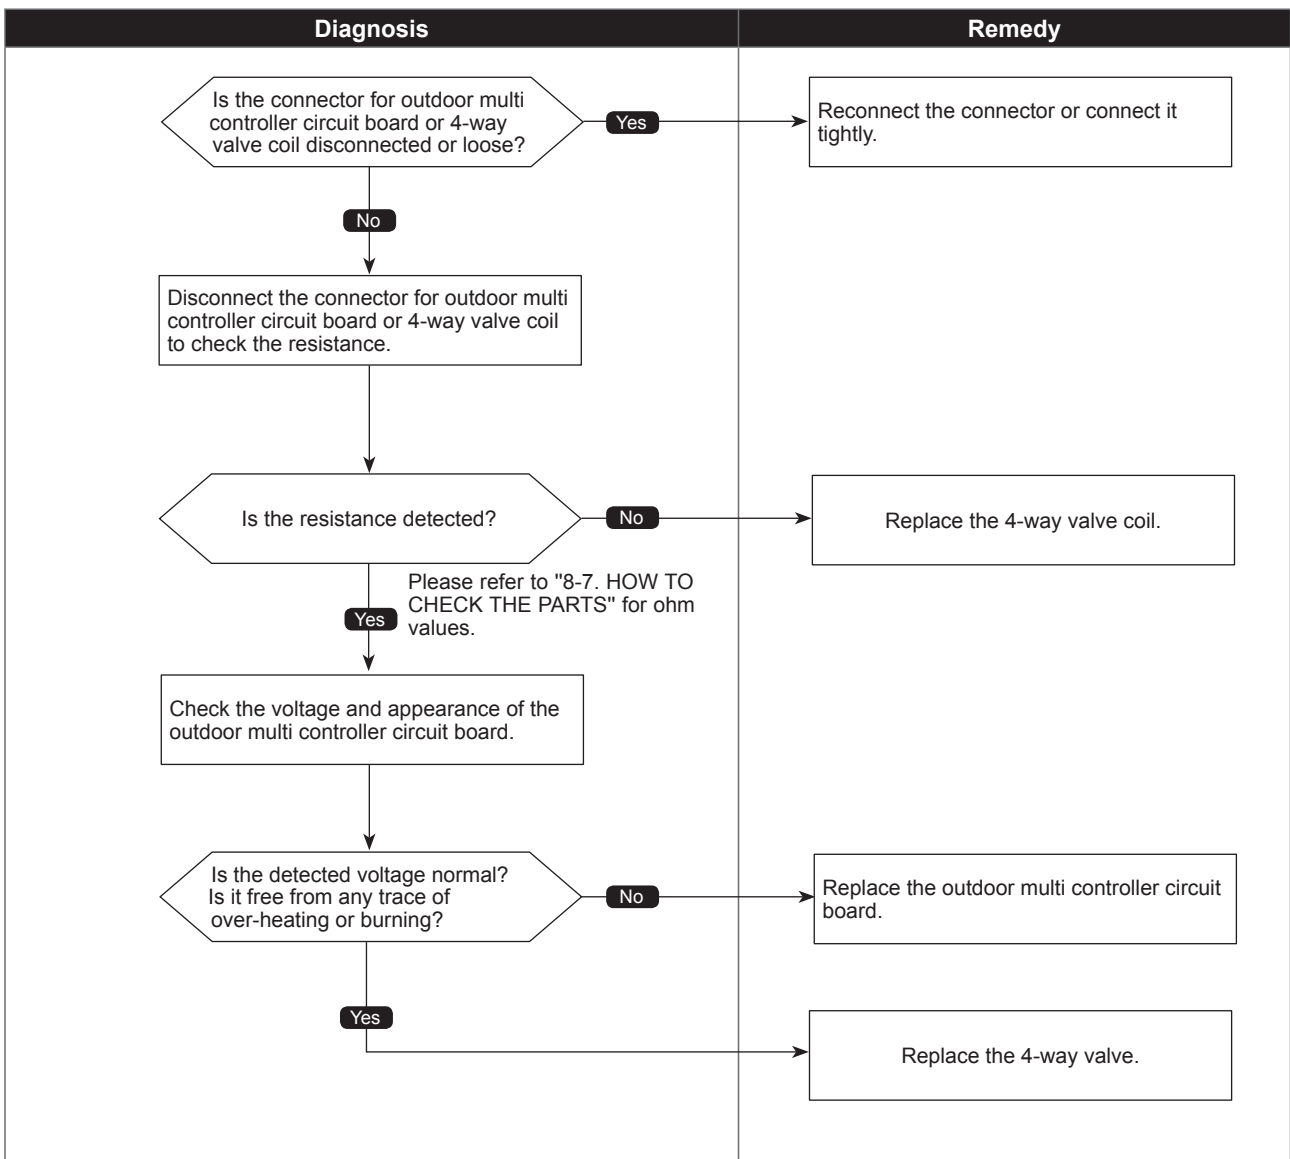 Diagnosis
Remedy
Is the connector for outdoor multi
controller circuit board or 4-way
valve coil disconnected or loose?
Yes
Reconnect the connector or connect it
tightly.
No
Disconnect the connector for outdoor multi
controller circuit board or 4-way valve coil
to check the resistance.
Is the resistance detected?
No
Replace the 4-way valve coil.
Please refer to "8-7. HOW TO
CHECK THE PARTS" for ohm
values.
Yes
Check the voltage and appearance of the
outdoor multi controller circuit board.
Is the detected voltage normal?
Is it free from any trace of
over-heating or burning?
No
Replace the outdoor multi controller circuit
board.
Yes
Replace the 4-way valve.